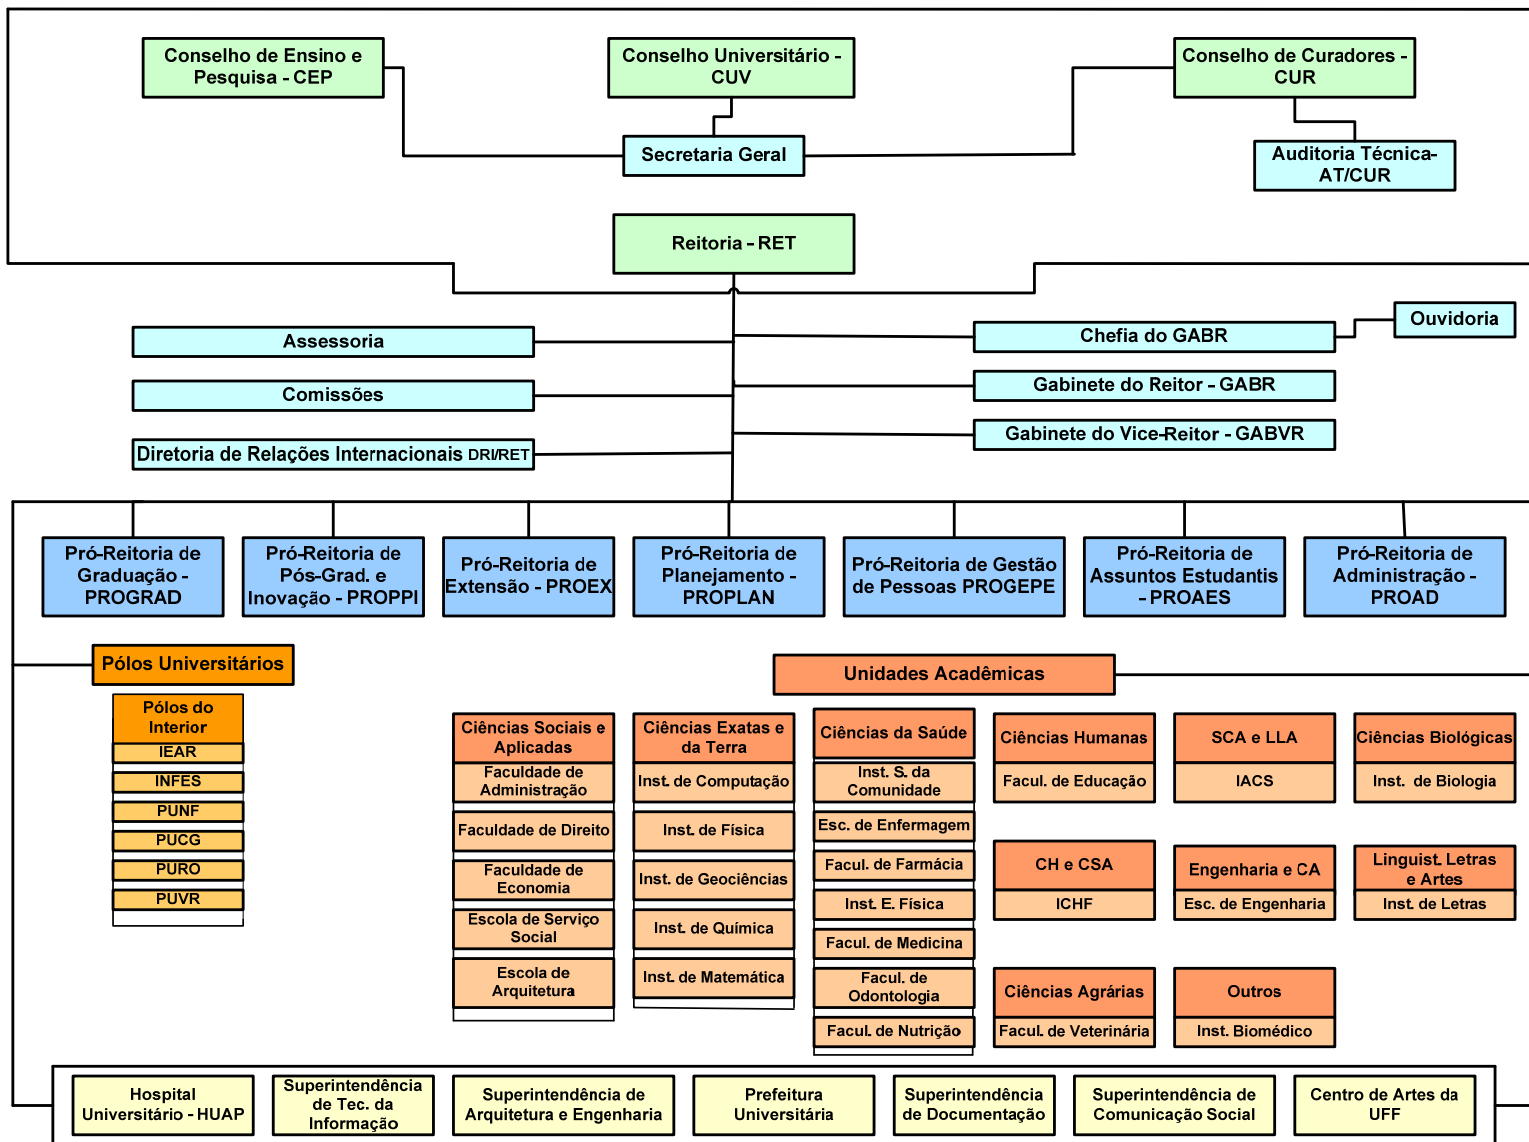 Conselho de Ensino e
Pesquisa - CEP
Conselho Universitário -
CUV
Conselho de Curadores -
CUR
Secretaria Geral
Auditoria Técnica-
AT/CUR
Reitoria - RET
Assessoria
Chefia do GABR
Ouvidoria
Comissões
Gabinete do Reitor - GABR
Diretoria de Relações Internacionais DRI/RET
Gabinete do Vice-Reitor - GABVR
Pró-Reitoria de
Graduação -
PROGRAD
Pró-Reitoria de
Pós-Grad. e
Inovação - PROPPI
Pró-Reitoria de
Extensão - PROEX
Pró-Reitoria de
Planejamento -
PROPLAN
Pró-Reitoria de Gestão
de Pessoas PROGEPE
Pró-Reitoria de
Assuntos Estudantis
- PROAES
Pró-Reitoria de
Administração -
PROAD
Pólos Universitários
Pólos do
Interior
IEAR
INFES
PUNF
PUCG
PURO
PUVR
Unidades Acadêmicas
Ciências Sociais e
Aplicadas
Faculdade de
Administração
Faculdade de Direito
Faculdade de
Economia
Escola de Serviço
Social
Escola de
Arquitetura
Ciências Exatas e
da Terra
Inst. de Computação
Inst. de Física
Inst. de Geociências
Inst. de Química
Inst. de Matemática
Ciências da Saúde
Inst. S. da
Comunidade
Esc. de Enfermagem
Facul. de Farmácia
Inst. E. Física
Facul. de Medicina
Facul. de
Odontologia
Facul. de Nutrição
Ciências Humanas
Facul. de Educação
SCA e LLA
IACS
Ciências Biológicas
Inst. de Biologia
CH e CSA
ICHF
Engenharia e CA
Esc. de Engenharia
Linguist. Letras
e Artes
Inst. de Letras
Ciências Agrárias
Facul. de Veterinária
Outros
Inst. Biomédico
Hospital
Universitário - HUAP
Superintendência
de Tec. da
Informação
Superintendência de
Arquitetura e Engenharia
Prefeitura
Universitária
Superintendência
de Documentação
Superintendência de
Comunicação Social
Centro de Artes da
UFF